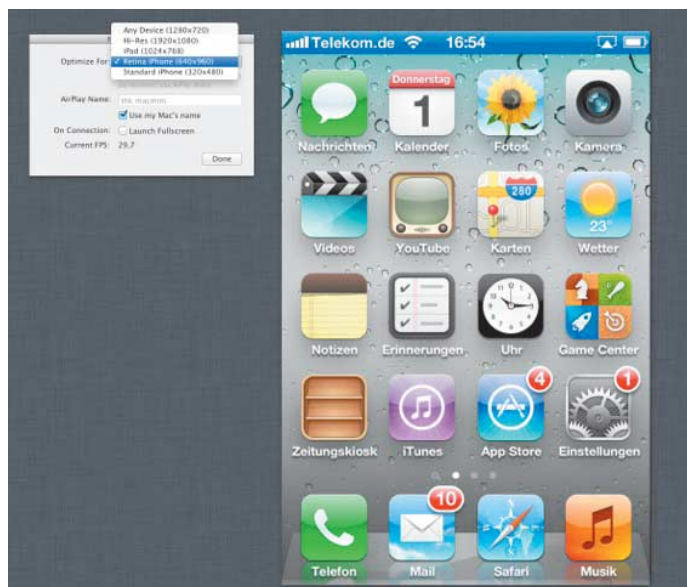 Any Device (1280x720)
Hi-Res (1920x1080)
iPad (1024x768)
Optimize For: ✓ Retina iPhone (640x960)
Standard iPhone (320x480)
Airplay Name:
Use my Mac's name
On Connection: Launch Fullscreen
Current FPS: 29,7
Done
Telekom.de 16:54
Donnerstag
1
280
23°
Nachrichten Kalender Fotos Kamera
Videos YouTube Karten Wetter
Notizen Erinnerungen Uhr Game Center
4 1
Zeitungskiosk iTunes App Store Einstellungen
10
Telefon Mail Safari Musik